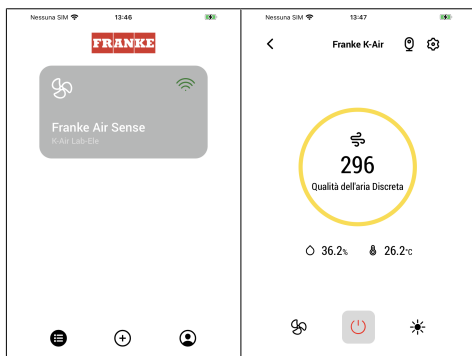 Nessuna SIM
13:46
FRANKE
Franke Air Sense
K-Air Lab-Ele
Nessuna SIM
13:47
Franke K-Air
296
Qualità dell'aria Discreta
36.2%
26.2°C